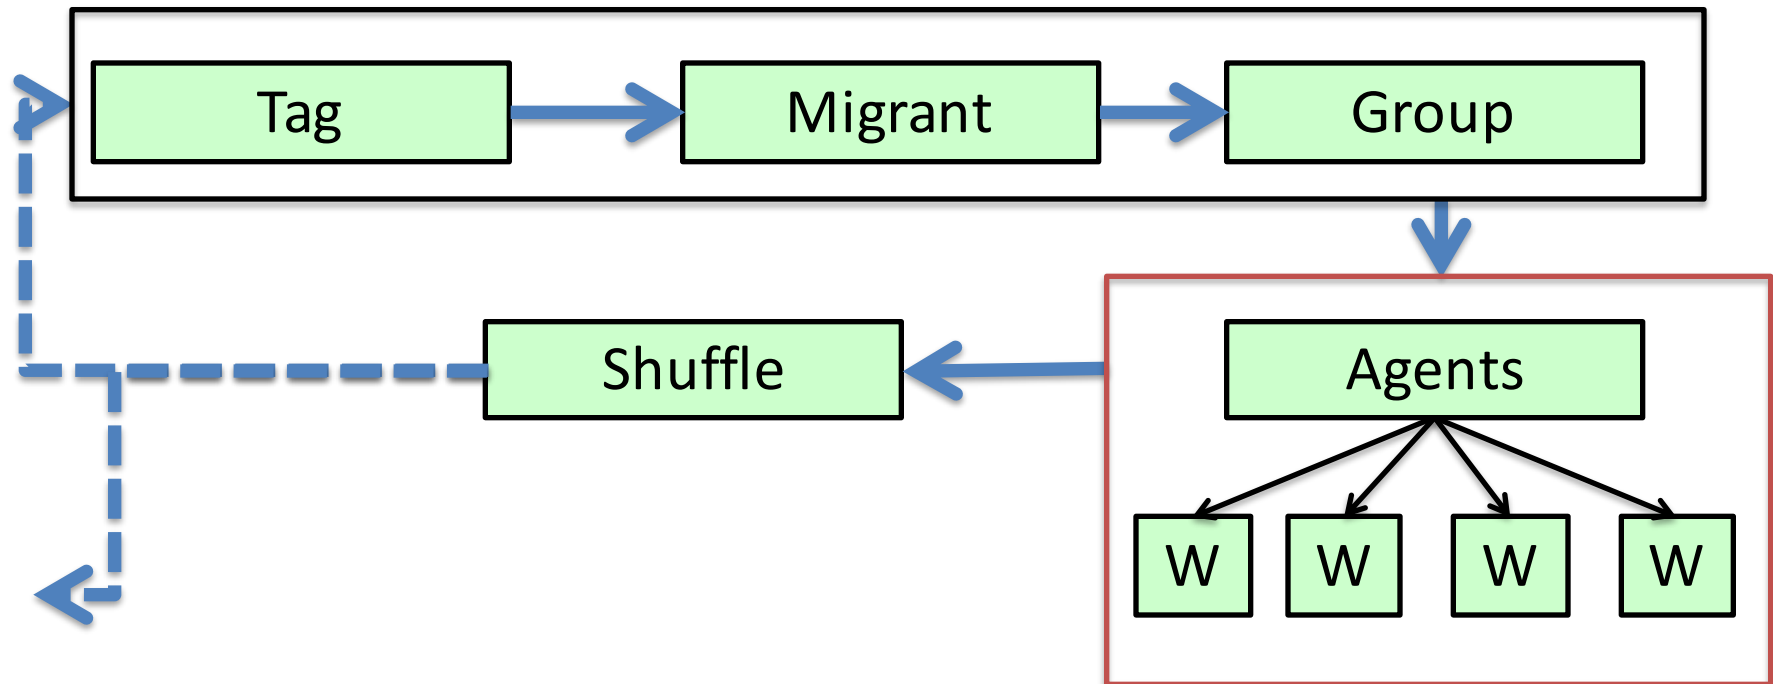 Tag
Migrant
Group
Shuffle
Agents
W
W
W
W